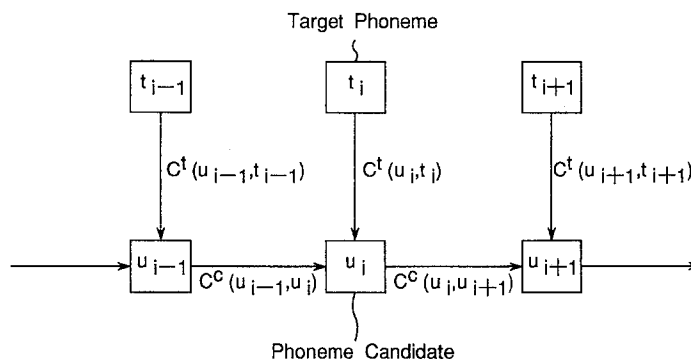 Target Phoneme
t i−1 t i t i+1
C^t (u i−1, t i−1) C^t (u i, t i) C^t (u i+1, t i+1)
u i−1 u i u i+1
C^c (u i−1, u i) C^c (u i, u i+1)
Phoneme Candidate